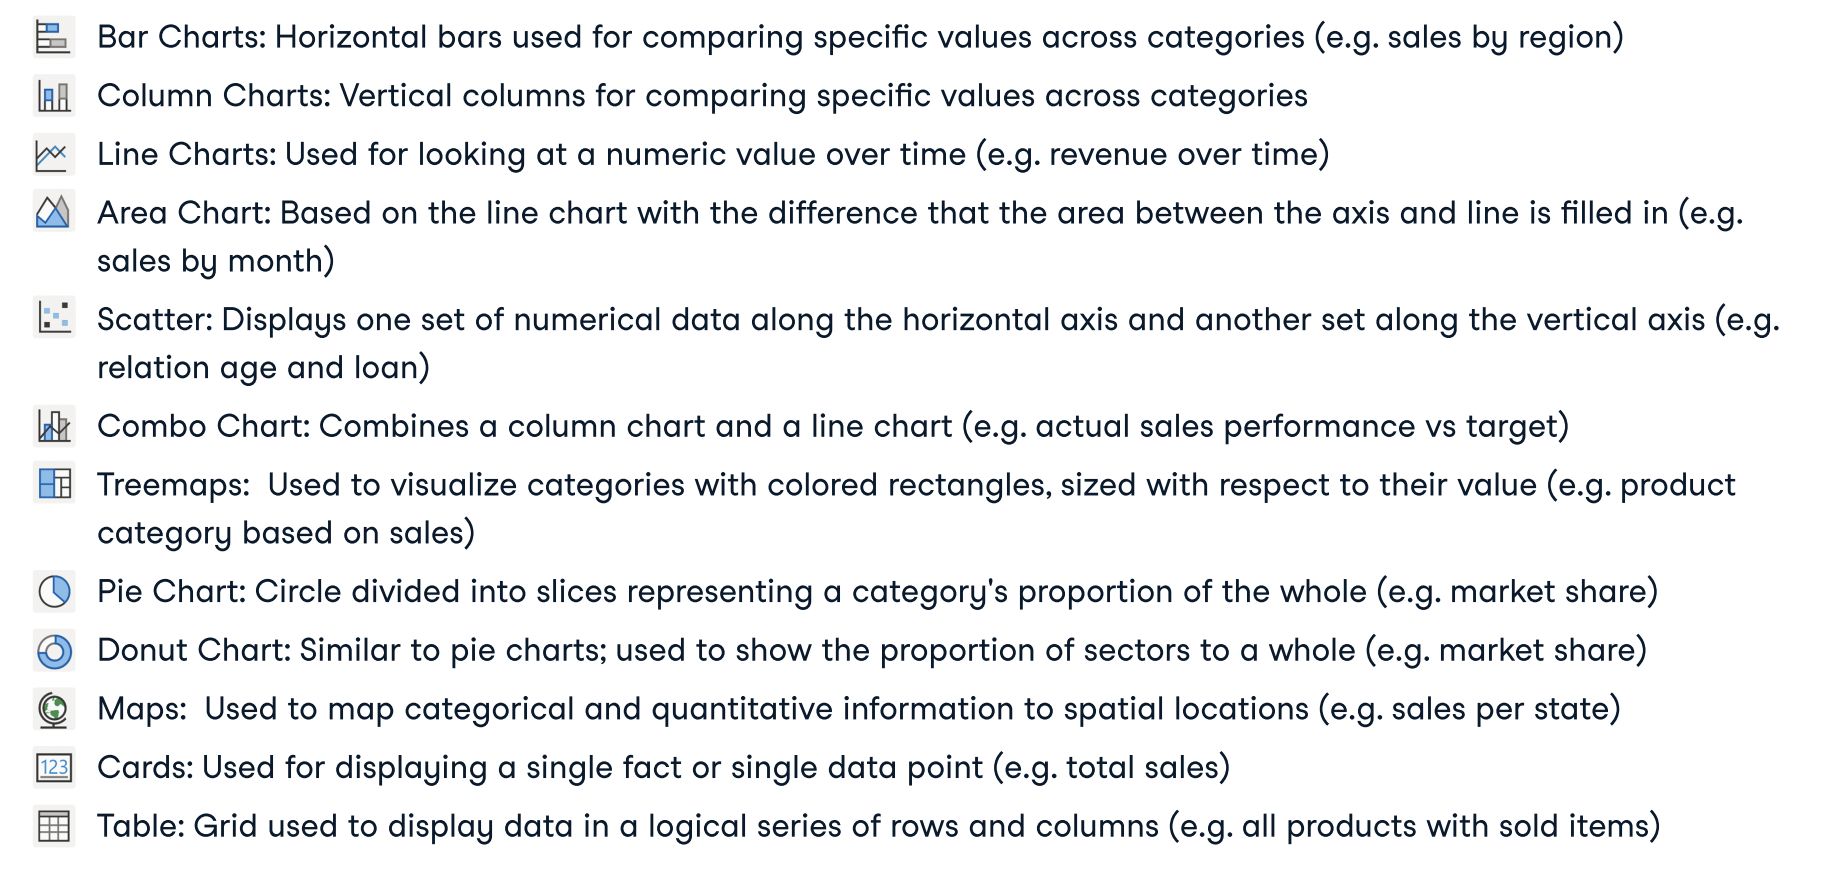 Bar Charts: Horizontal bars used for comparing specific values across categories (e.g. sales by region)
Column Charts: Vertical columns for comparing specific values across categories
Line Charts: Used for looking at a numeric value over time (e.g. revenue over time)
Area Chart: Based on the line chart with the difference that the area between the axis and line is filled in (e.g.
sales by month)
Scatter: Displays one set of numerical data along the horizontal axis and another set along the vertical axis (e.g.
relation age and loan)
Combo Chart: Combines a column chart and a line chart (e.g. actual sales performance vs target)
Treemaps:  Used to visualize categories with colored rectangles, sized with respect to their value (e.g. product
category based on sales)
Pie Chart: Circle divided into slices representing a category's proportion of the whole (e.g. market share)
Donut Chart: Similar to pie charts; used to show the proportion of sectors to a whole (e.g. market share)
Maps:  Used to map categorical and quantitative information to spatial locations (e.g. sales per state)
123 Cards: Used for displaying a single fact or single data point (e.g. total sales)
Table: Grid used to display data in a logical series of rows and columns (e.g. all products with sold items)